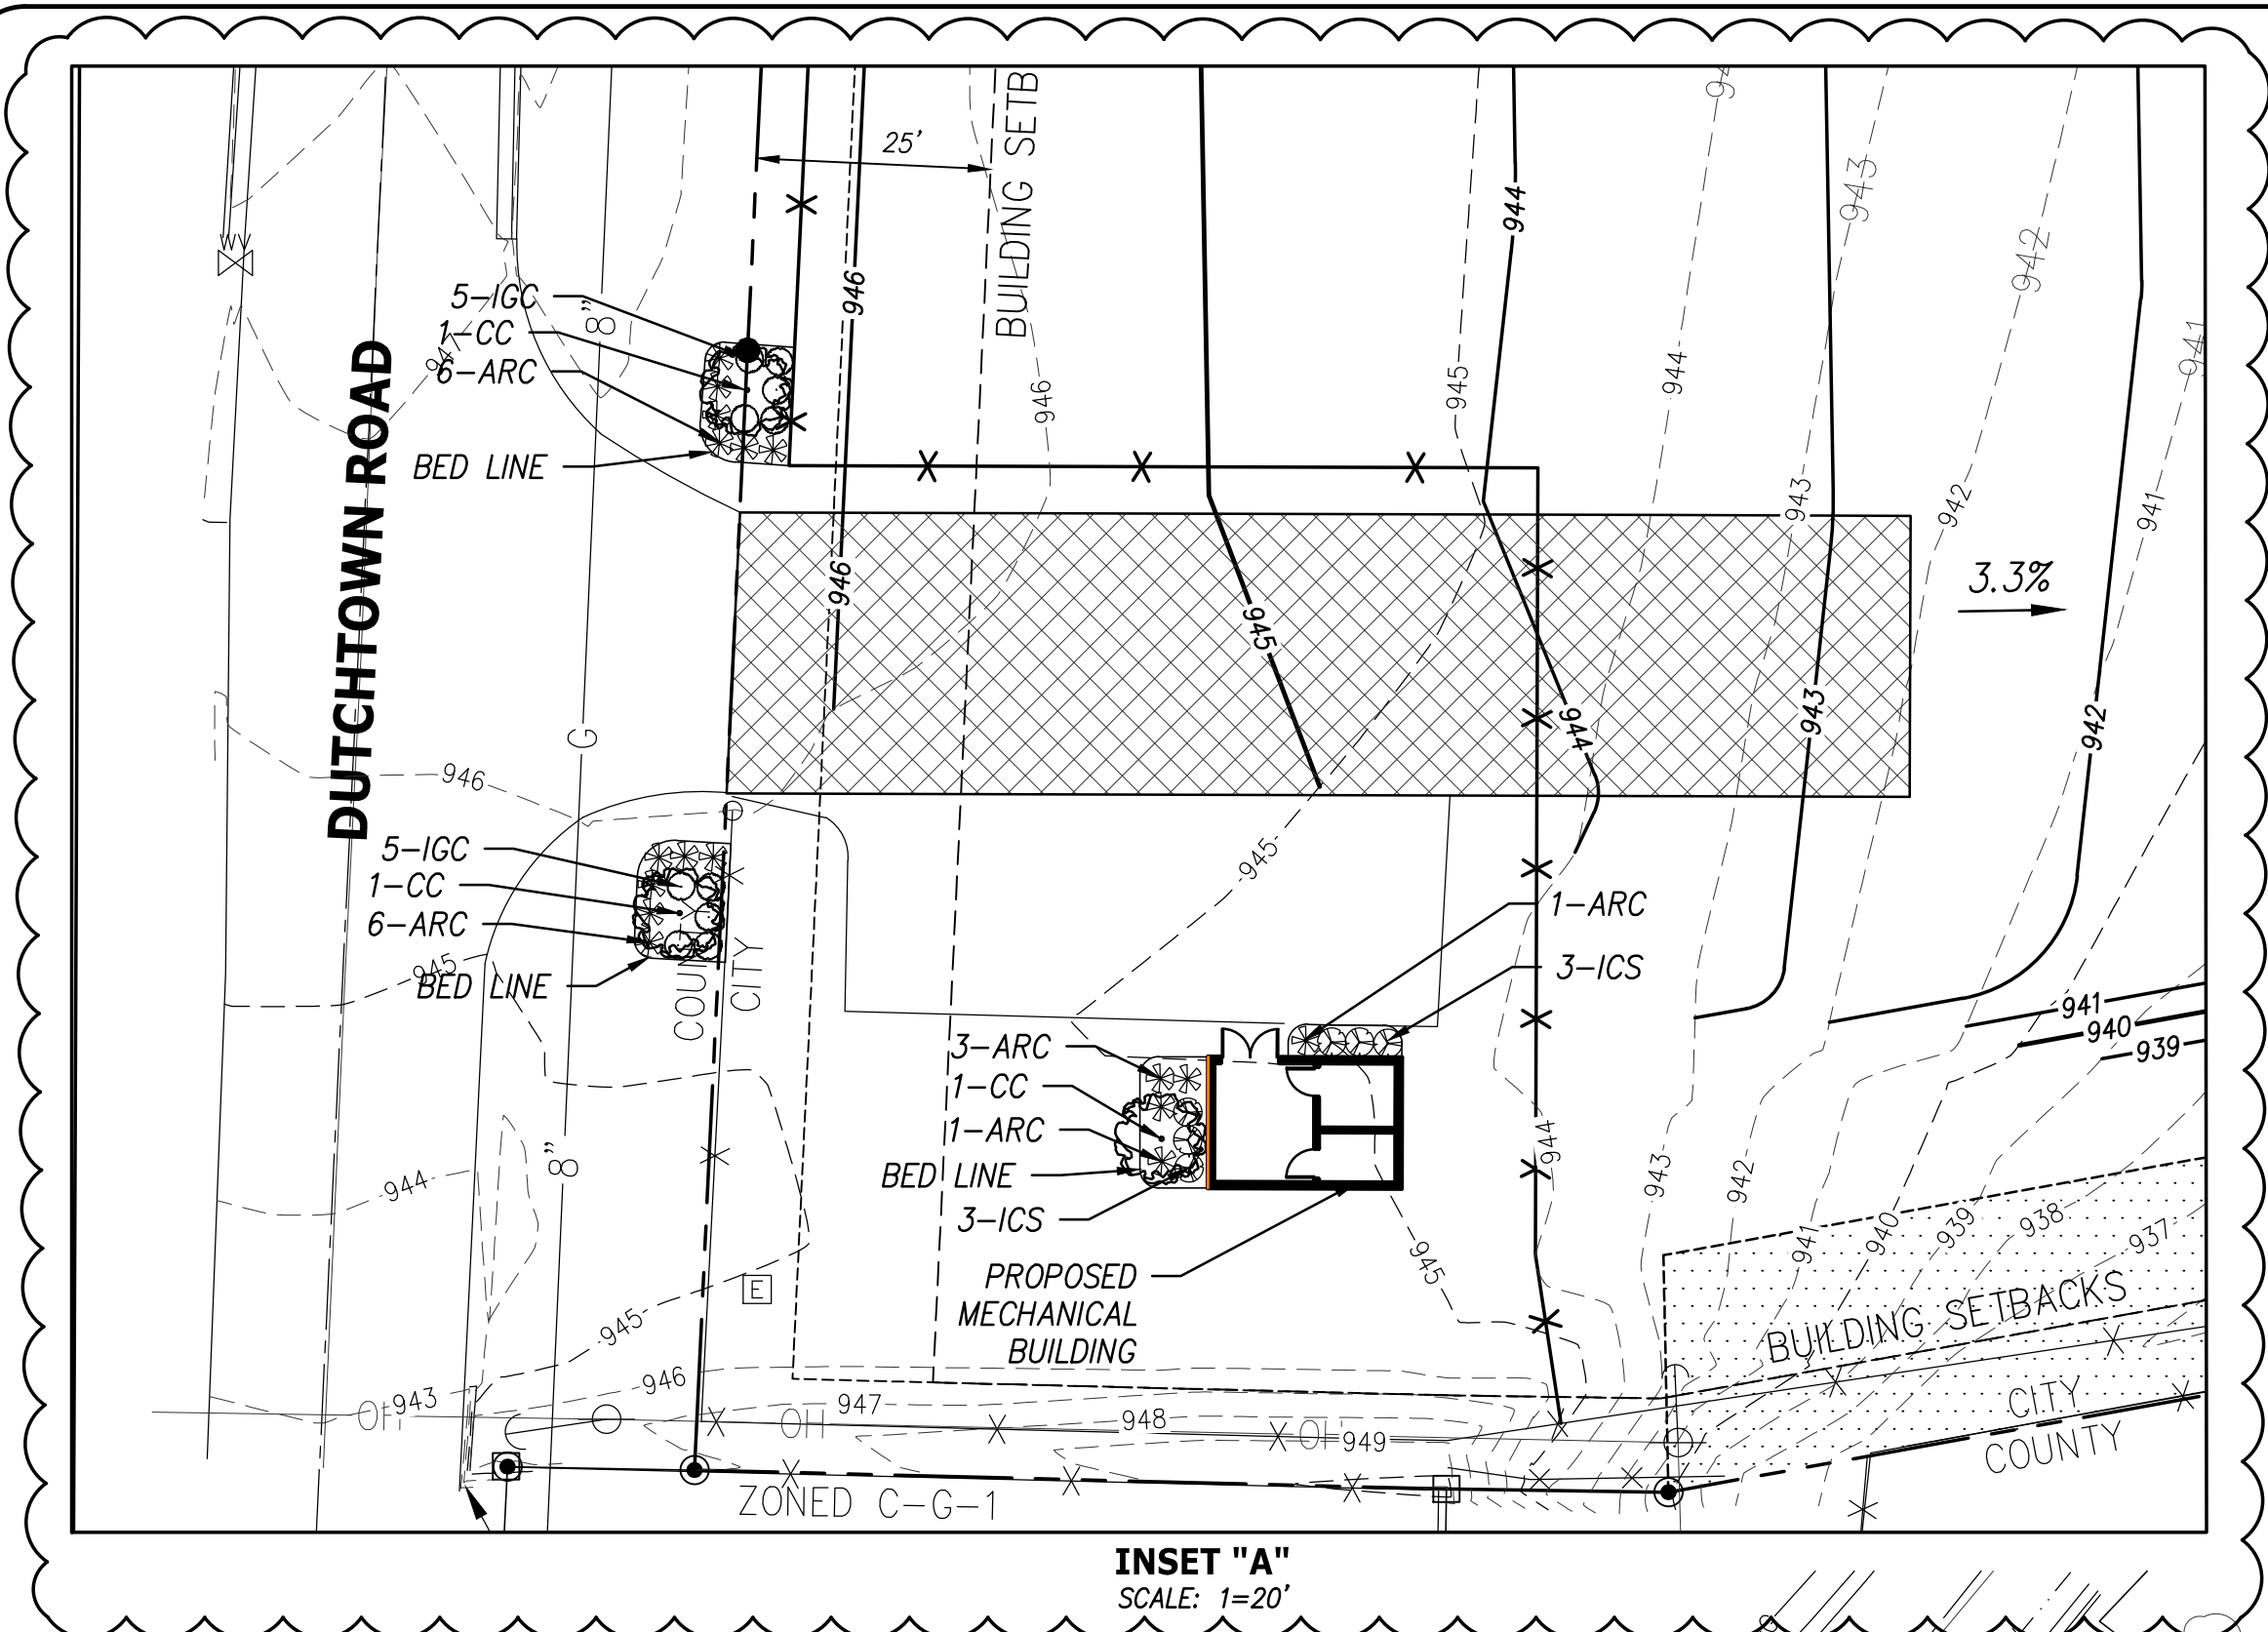 25'
BUILDING SETB
944
943
942
941
946
5-IGC
1-CC
6-ARC
8"
947
BED LINE
946
945
944
943
942
941
DUTCHTOWN ROAD
946
945
3.3%
G
946
944
943
942
5-IGC
1-CC
6-ARC
945
BED LINE
COU
CITY
945
1-ARC
3-ICS
3-ARC
1-CC
1-ARC
BED LINE
3-ICS
PROPOSED
MECHANICAL
BUILDING
941
940
939
8"
944
E
945
945
944
943
942
941
940
939
938
937
BUILDING SETBACKS
CITY
COUNTY
946
943
OH
947
948
949
ZONED C-G-1
INSET "A"
SCALE: 1=20'